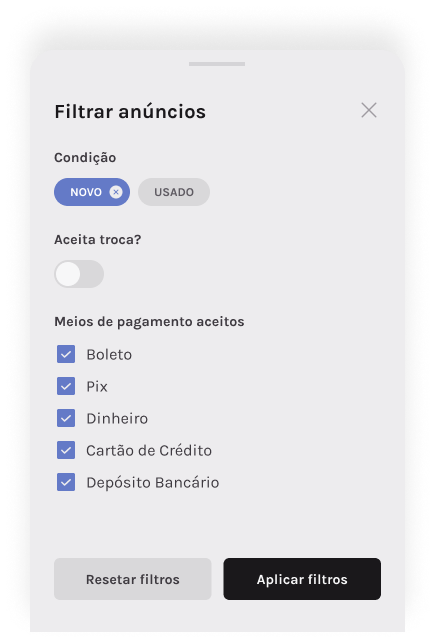 Filtrar anúncios
Condição
NOVO
USADO
Aceita troca?
Meios de pagamento aceitos
Boleto
Pix
Dinheiro
Cartão de Crédito
Depósito Bancário
Resetar filtros
Aplicar filtros